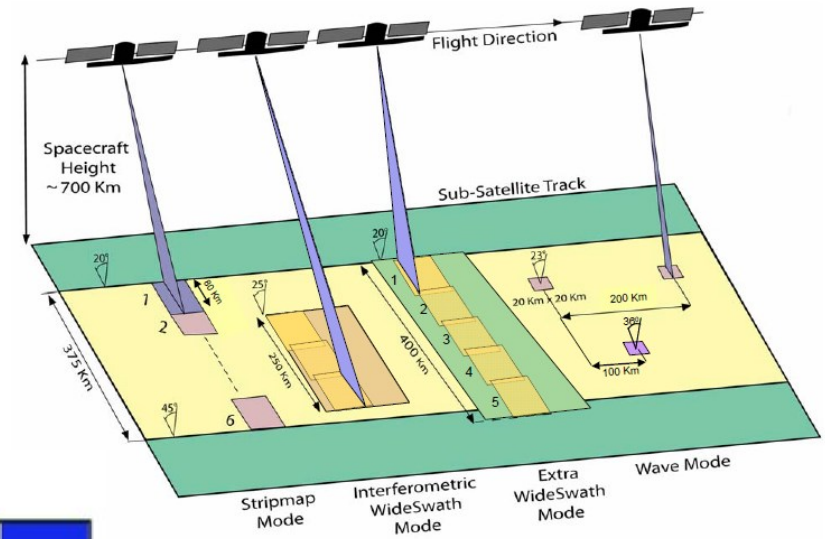 Flight Direction
Spacecraft
Height
~700 Km
Sub-Satellite Track
20°
20°
23°
1
60 Km
25°
1
20 Km x 20 Km
200 Km
2
2
36°
375 Km
250 Km
400 Km
3
4
100 Km
45°
6
5
Stripmap
Mode
Interferometric
WideSwath
Mode
Extra
WideSwath
Mode
Wave Mode